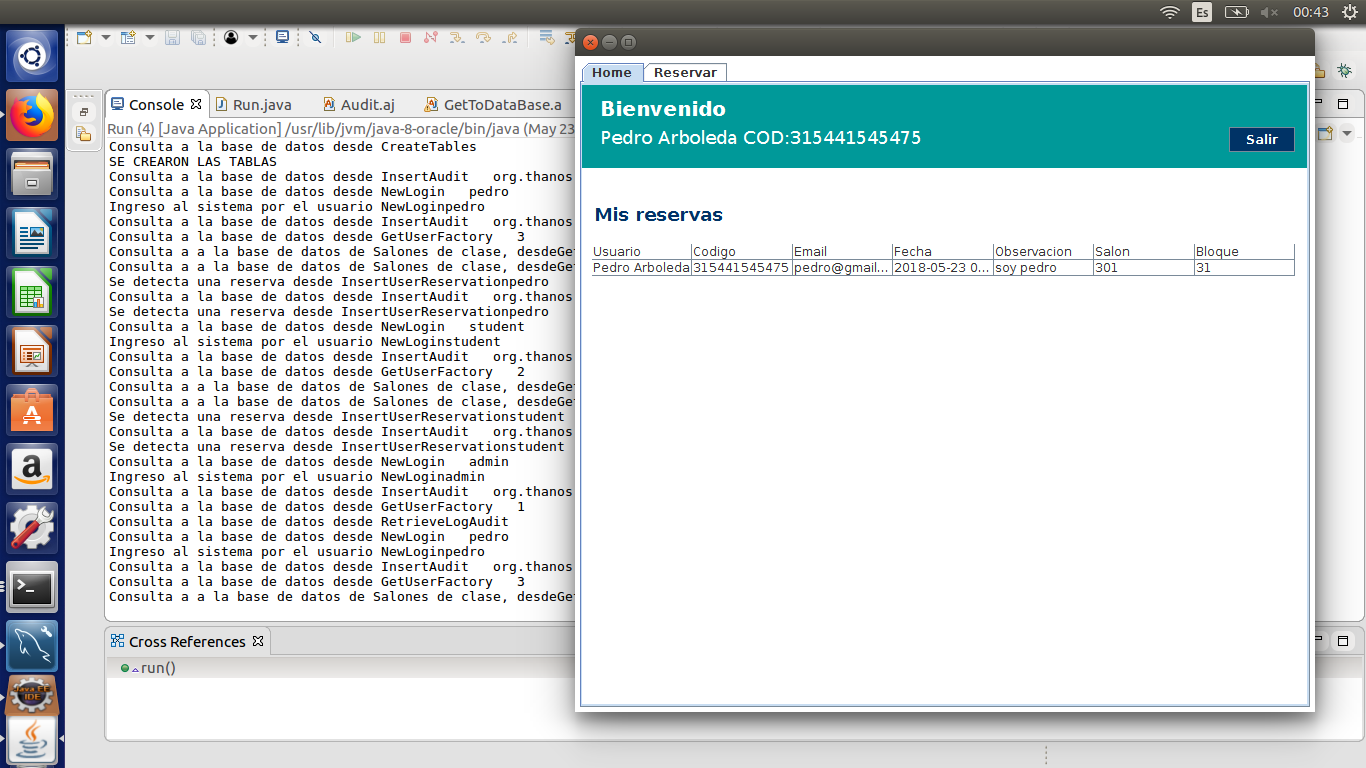 Es
00:43
Console
Run.java
Audit.aj
GetToDataBase.a
Run (4) [Java Application] /usr/lib/jvm/java-8-oracle/bin/java (May 23
Consulta a la base de datos desde CreateTables
SE CREARON LAS TABLAS
Consulta a la base de datos desde InsertAudit   org.thanos
Consulta a la base de datos desde NewLogin   pedro
Ingreso al sistema por el usuario NewLoginpedro
Consulta a la base de datos desde InsertAudit   org.thanos
Consulta a la base de datos desde GetUserFactory   3
Consulta a a la base de datos de Salones de clase, desdeGe
Consulta a a la base de datos de Salones de clase, desdeGe
Se detecta una reserva desde InsertUserReservationpedro
Consulta a la base de datos desde InsertAudit   org.thanos
Se detecta una reserva desde InsertUserReservationpedro
Consulta a la base de datos desde NewLogin   student
Ingreso al sistema por el usuario NewLoginstudent
Consulta a la base de datos desde InsertAudit   org.thanos
Consulta a la base de datos desde GetUserFactory   2
Consulta a a la base de datos de Salones de clase, desdeGe
Consulta a a la base de datos de Salones de clase, desdeGe
Se detecta una reserva desde InsertUserReservationstudent
Consulta a la base de datos desde InsertAudit   org.thanos
Se detecta una reserva desde InsertUserReservationstudent
Consulta a la base de datos desde NewLogin   admin
Ingreso al sistema por el usuario NewLoginadmin
Consulta a la base de datos desde InsertAudit   org.thanos
Consulta a la base de datos desde GetUserFactory   1
Consulta a la base de datos desde RetrieveLogAudit
Consulta a la base de datos desde NewLogin   pedro
Ingreso al sistema por el usuario NewLoginpedro
Consulta a la base de datos desde InsertAudit   org.thanos
Consulta a la base de datos desde GetUserFactory   3
Consulta a a la base de datos de Salones de clase, desdeGe
Cross References
run()
Home
Reservar
Bienvenido
Pedro Arboleda COD:315441545475
Salir
Mis reservas
Usuario Codigo Email Fecha Observacion Salon Bloque
Pedro Arboleda 315441545475 pedro@gmail... 2018-05-23 0... soy pedro 301 31
Java EE
IDE